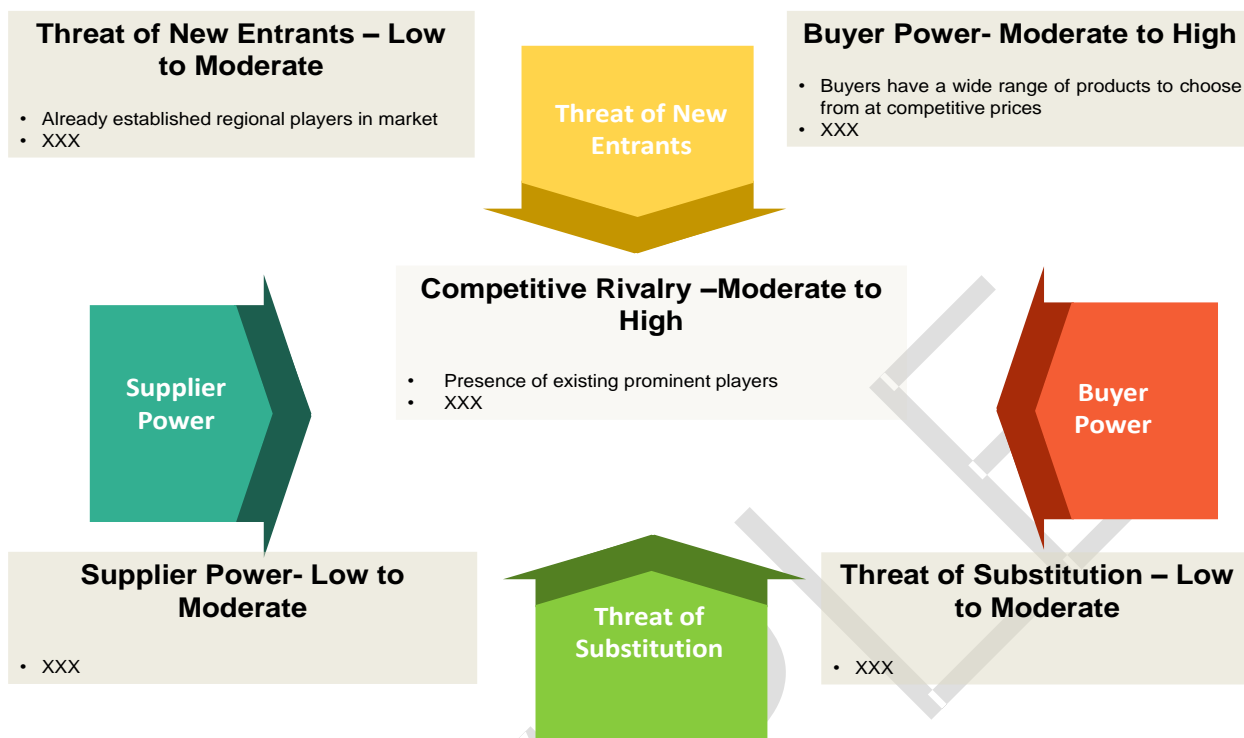 Threat of New Entrants – Low
to Moderate
• Already established regional players in market
• XXX
Threat of New
Entrants
Buyer Power- Moderate to High
• Buyers have a wide range of products to choose
from at competitive prices
• XXX
Competitive Rivalry –Moderate to
High
• Presence of existing prominent players
• XXX
Supplier
Power
Buyer
Power
Supplier Power- Low to
Moderate
• XXX
Threat of
Substitution
Threat of Substitution – Low
to Moderate
• XXX